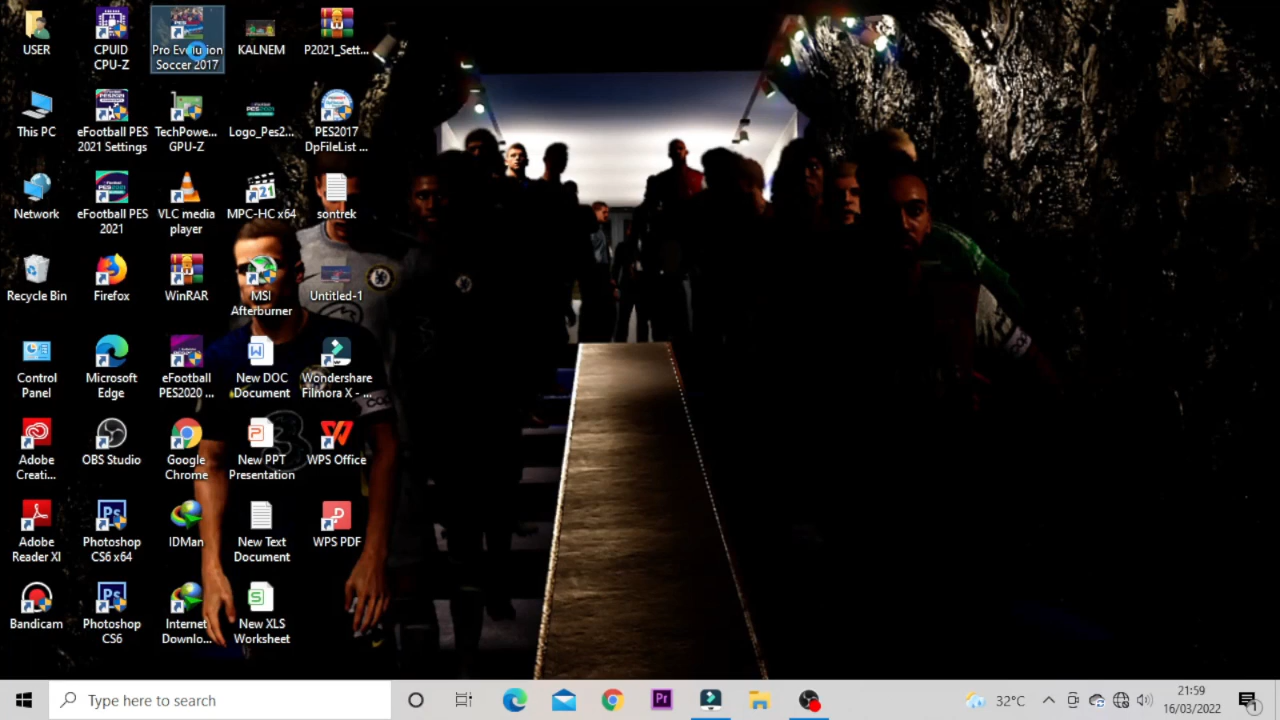 USER
CPUID
CPU-Z
Pro Evolution
Soccer 2017
KALNEM
P2021_Sett...
This PC
eFootball PES
2021 Settings
TechPowe...
GPU-Z
Logo_Pes2...
PES2017
DpFileList ...
Network
eFootball PES
2021
VLC media
player
MPC-HC x64
sontrek
Recycle Bin
Firefox
WinRAR
MSI
Afterburner
Untitled-1
Control
Panel
Microsoft
Edge
eFootball
PES2020 ...
New DOC
Document
Wondershare
Filmora X - ...
Adobe
Creati...
OBS Studio
Google
Chrome
New PPT
Presentation
WPS Office
Adobe
Reader XI
Photoshop
CS6 x64
IDMan
New Text
Document
WPS PDF
Bandicam
Photoshop
CS6
Internet
Downlo...
New XLS
Worksheet
Type here to search
Pr
32°C
21:59
16/03/2022
1